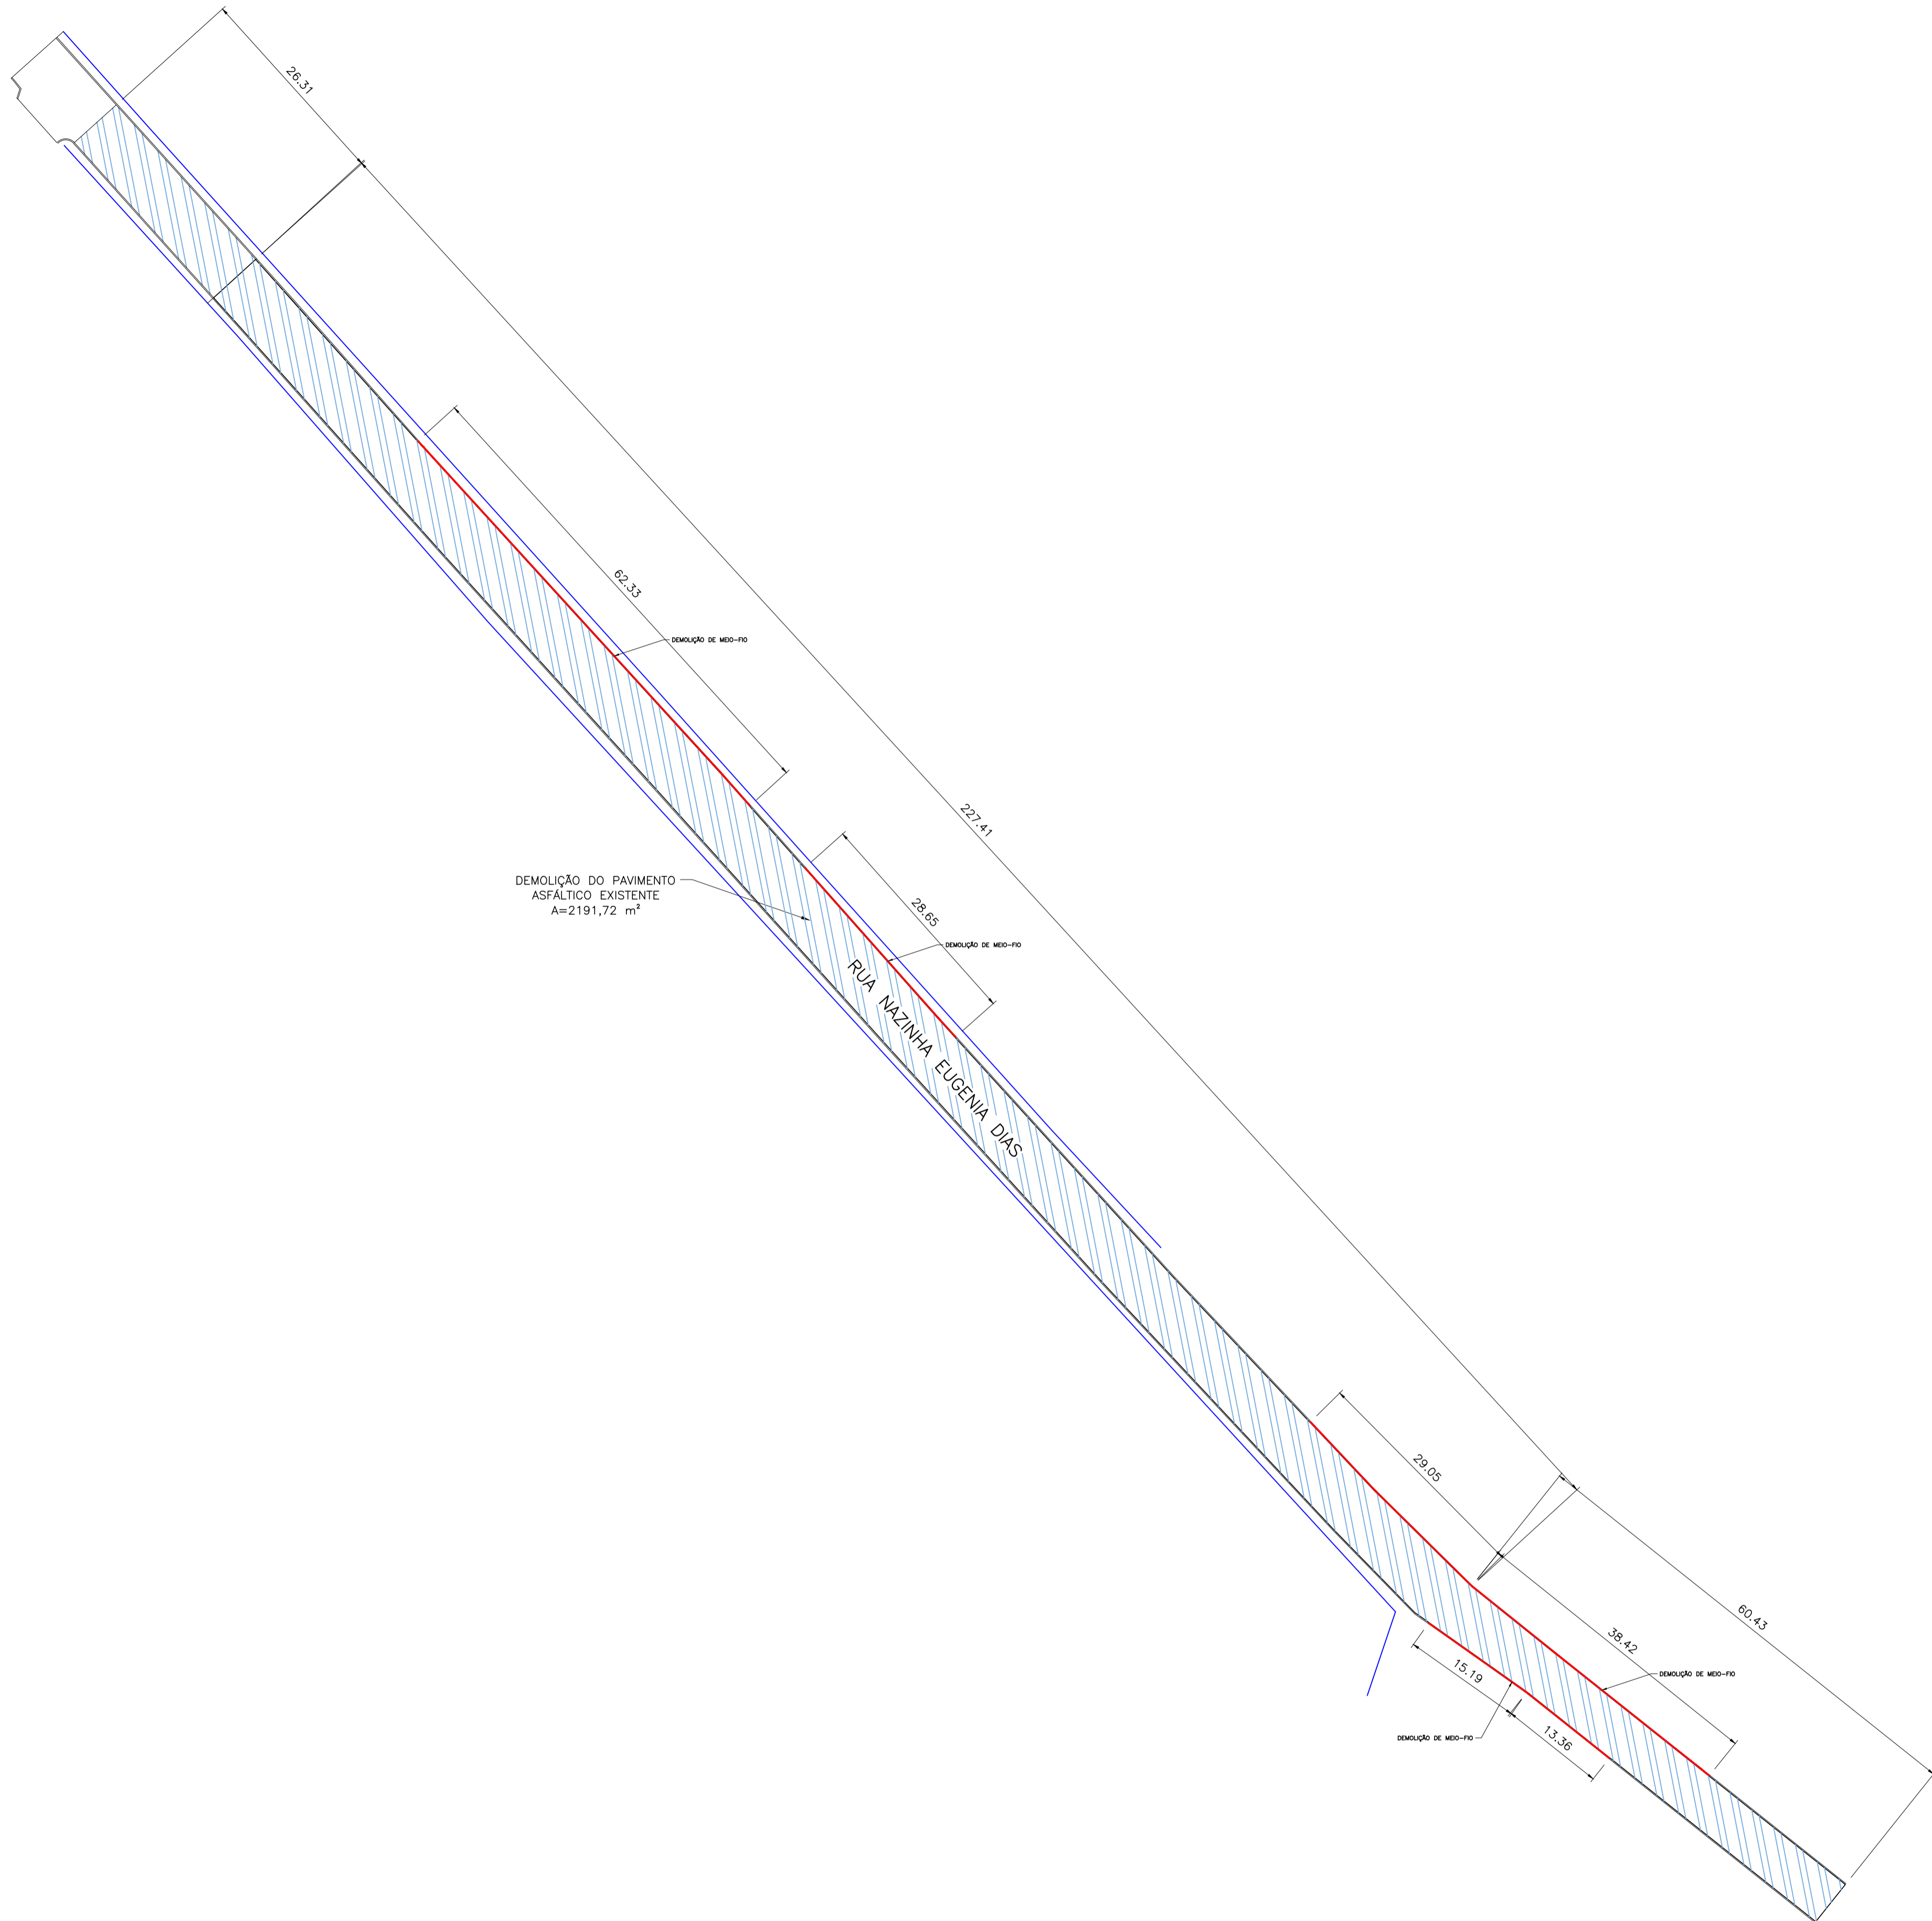 26.31
62.33
DEMOLIÇÃO DE MEIO-FIO
227.41
DEMOLIÇÃO DO PAVIMENTO
ASFÁLTICO EXISTENTE
A=2191,72 m²
28.65
DEMOLIÇÃO DE MEIO-FIO
RUA NAZINHA EUGENIA DIAS
29.05
60.43
38.42
15.19
DEMOLIÇÃO DE MEIO-FIO
13.36
DEMOLIÇÃO DE MEIO-FIO